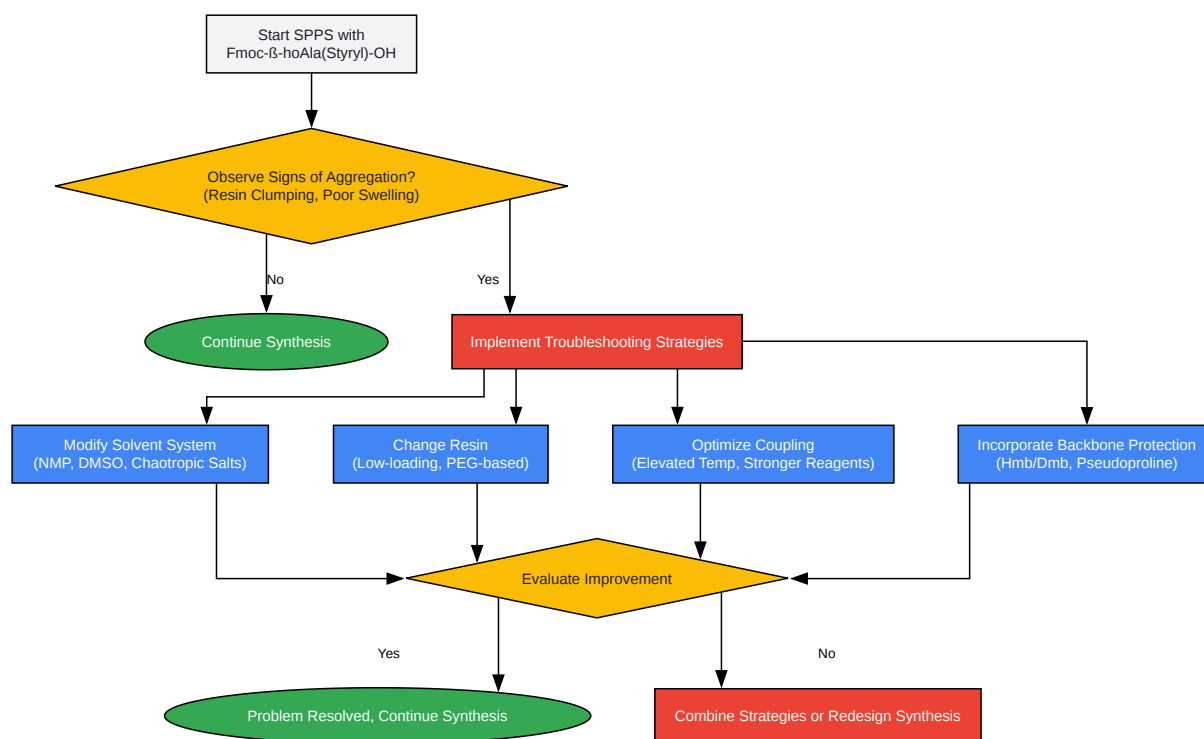 Start SPPS with
Fmoc-ß-hoAla(Styryl)-OH
Observe Signs of Aggregation?
(Resin Clumping, Poor Swelling)
No
Yes
Continue Synthesis
Implement Troubleshooting Strategies
Modify Solvent System
(NMP, DMSO, Chaotropic Salts)
Change Resin
(Low-loading, PEG-based)
Optimize Coupling
(Elevated Temp, Stronger Reagents)
Incorporate Backbone Protection
(Hmb/Dmb, Pseudoproline)
Evaluate Improvement
Yes
No
Problem Resolved, Continue Synthesis
Combine Strategies or Redesign Synthesis